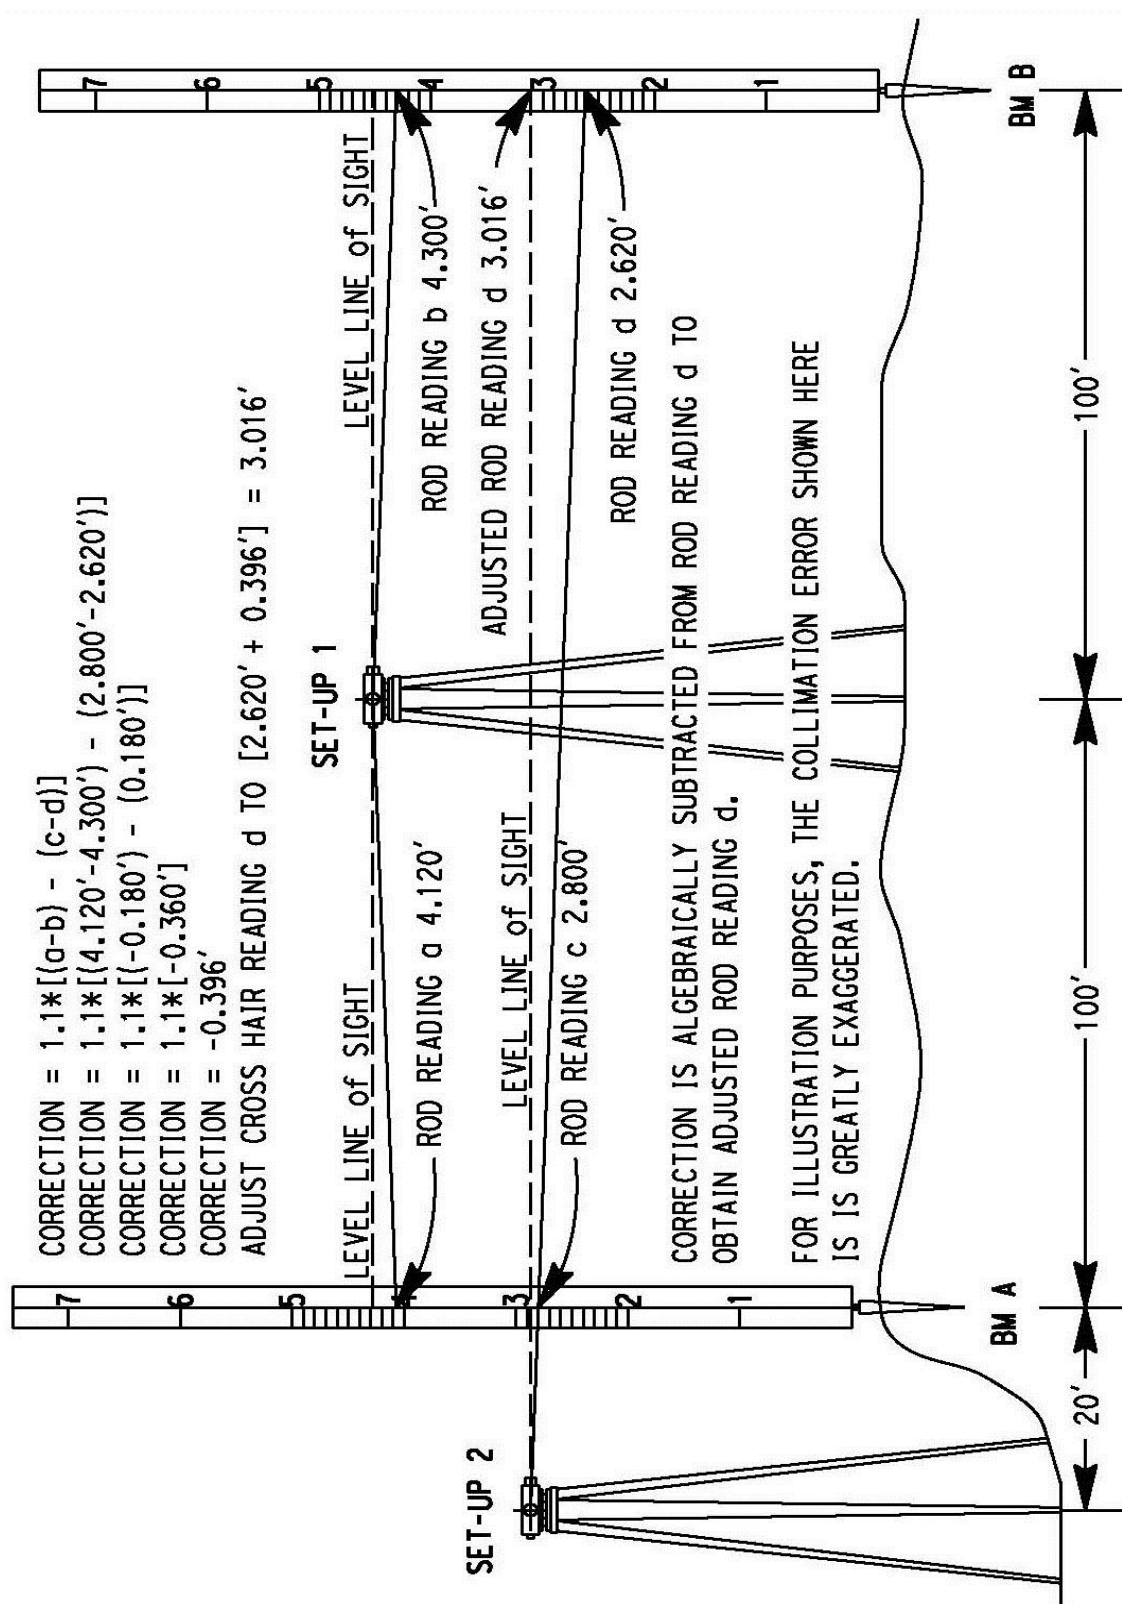 CORRECTION = 1.1*[(a-b) - (c-d)]
CORRECTION = 1.1*[(4.120′-4.300′) - (2.800′-2.620′)]
CORRECTION = 1.1*[(-0.180′) - (0.180′)]
CORRECTION = 1.1*[-0.360′]
CORRECTION = -0.396′
ADJUST CROSS HAIR READING d TO [2.620′ + 0.396′] = 3.016′
SET-UP 1
LEVEL LINE of SIGHT
LEVEL LINE of SIGHT
ROD READING a 4.120′
ROD READING b 4.300′
SET-UP 2
LEVEL LINE of SIGHT
ADJUSTED ROD READING d 3.016′
ROD READING c 2.800′
ROD READING d 2.620′
CORRECTION IS ALGEBRAICALLY SUBTRACTED FROM ROD READING d TO
OBTAIN ADJUSTED ROD READING d.
FOR ILLUSTRATION PURPOSES, THE COLLIMATION ERROR SHOWN HERE
IS IS GREATLY EXAGGERATED.
7
6
5
4
3
2
1
7
6
5
4
3
2
1
BM A
BM B
20′
100′
100′